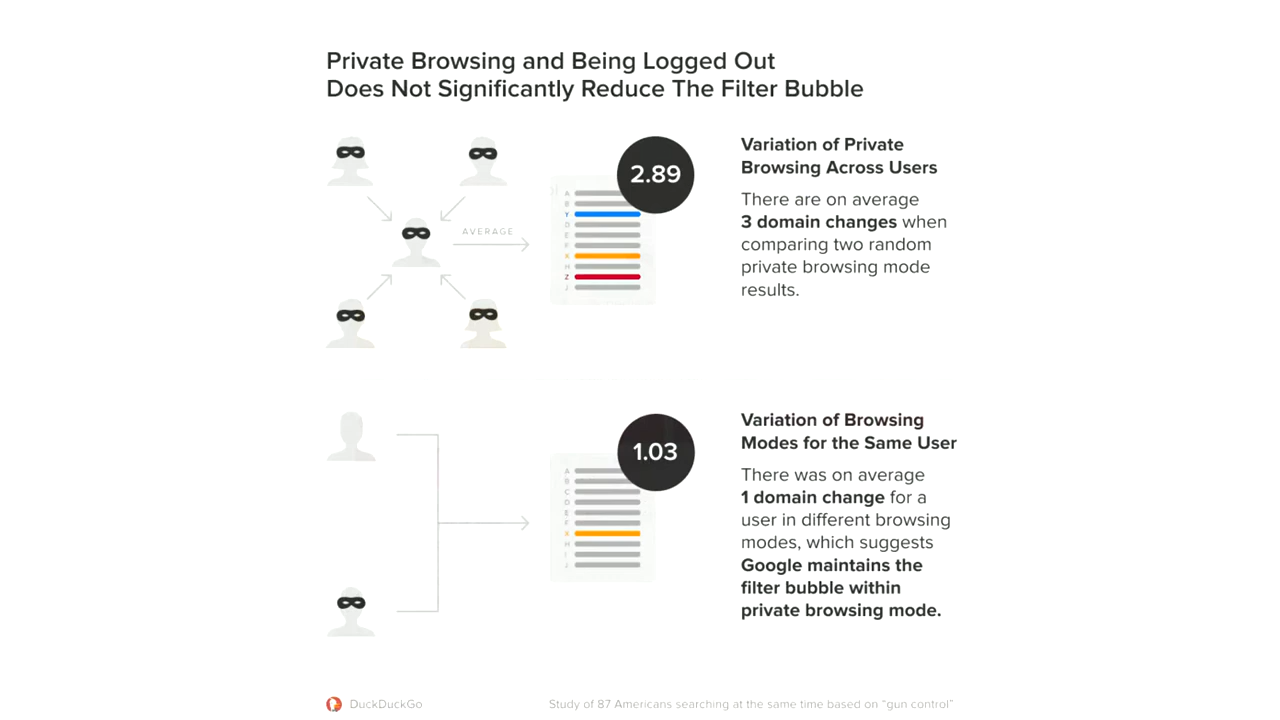 Private Browsing and Being Logged Out
Does Not Significantly Reduce The Filter Bubble
2.89
Variation of Private
Browsing Across Users
There are on average
3 domain changes when
comparing two random
private browsing mode
results.
AVERAGE
A
B
Y
D
E
F
X
H
Z
J
1.03
Variation of Browsing
Modes for the Same User
There was on average
1 domain change for a
user in different browsing
modes, which suggests
Google maintains the
filter bubble within
private browsing mode.
A
B
C
D
E
F
X
H
I
J
DuckDuckGo
Study of 87 Americans searching at the same time based on "gun control"